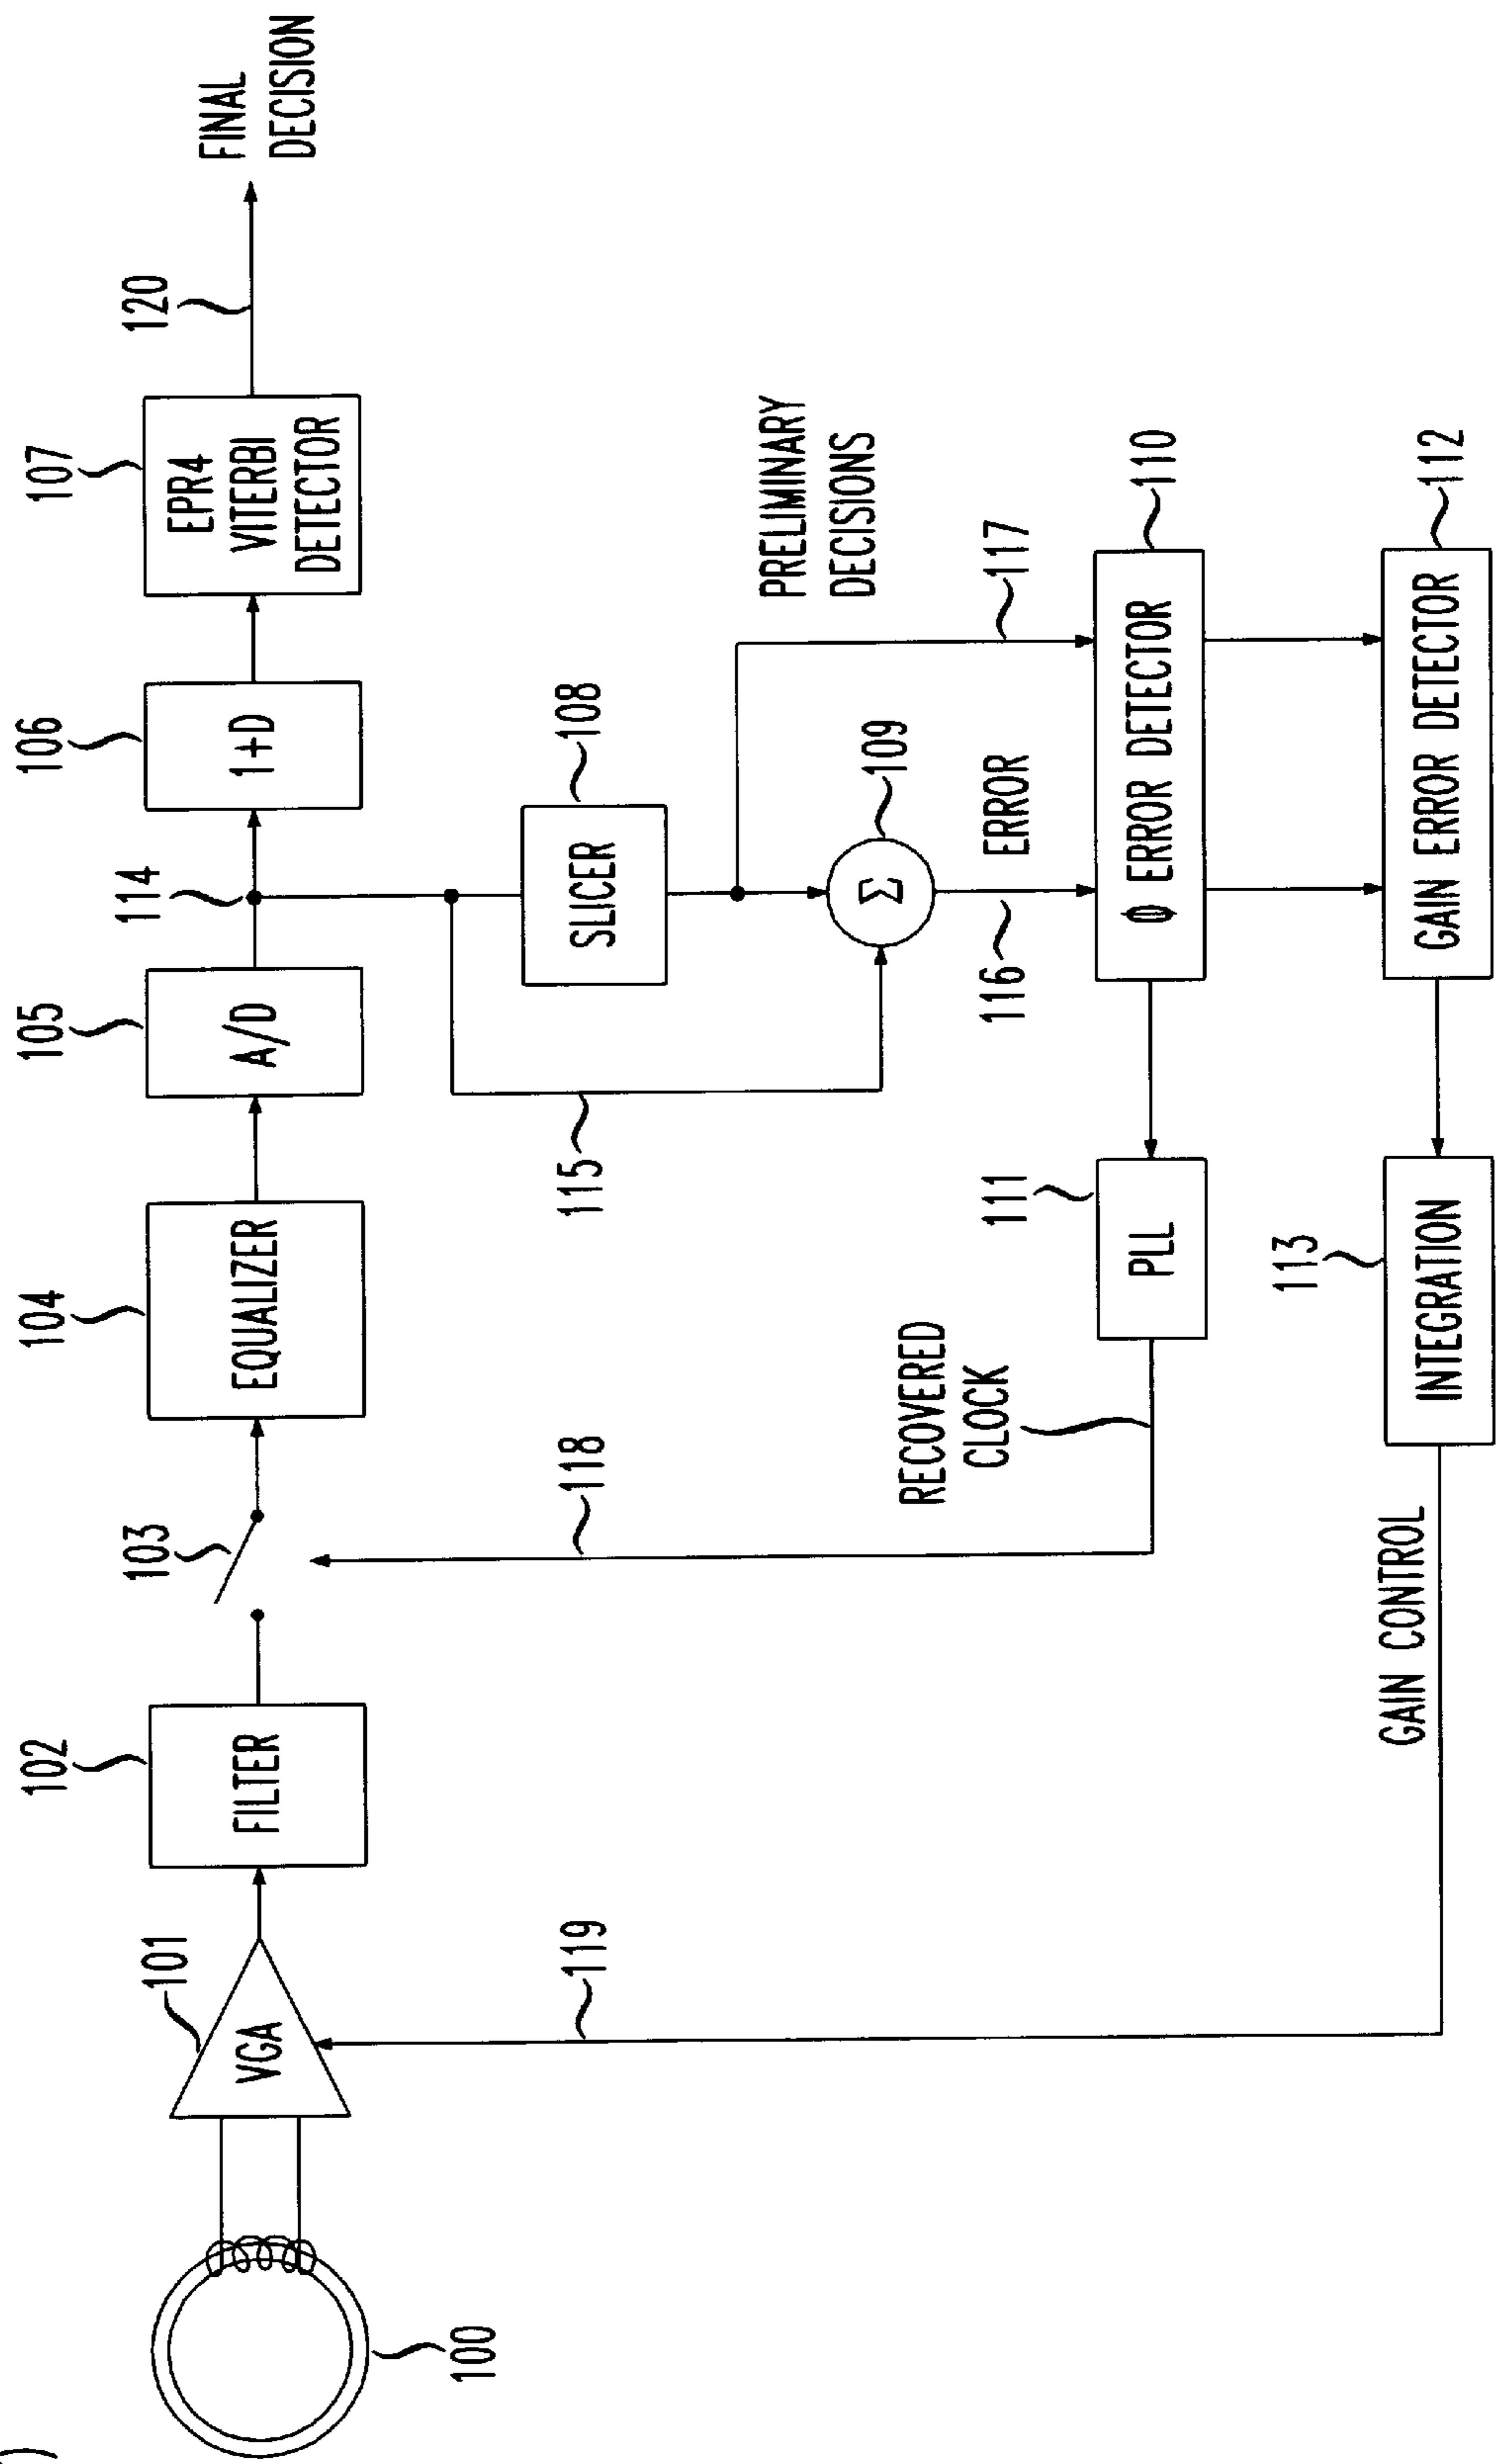 100
101
VGA
102
FILTER
103
104
EQUALIZER
105
A/D
114
106
1+D
107
EPR4
VITERBI
DETECTOR
120
FINAL
DECISION
119
118
115
SLICER
108
109
Σ
PRELIMINARY
DECISIONS
117
ERROR
116
RECOVERED
CLOCK
111
PLL
Φ ERROR DETECTOR
110
GAIN CONTROL
113
INTEGRATION
GAIN ERROR DETECTOR
112